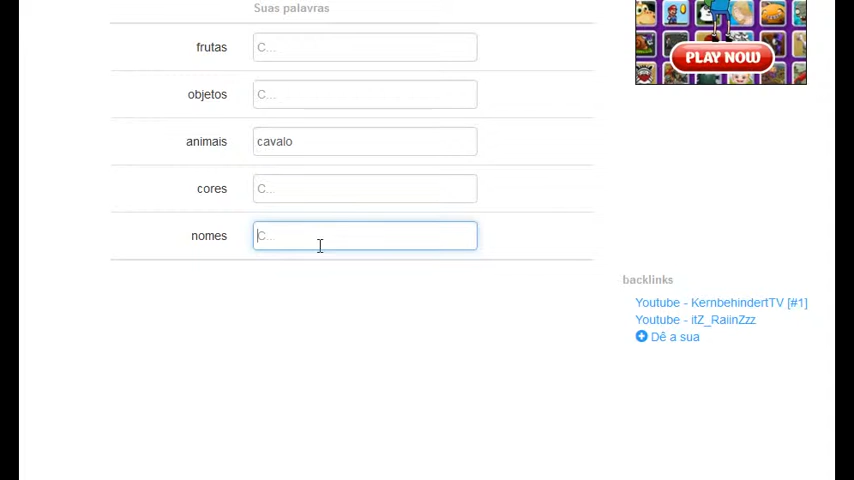 Suas palavras
frutas C...
objetos C...
animais cavalo
cores C...
nomes C...
PLAY NOW
backlinks
Youtube - KernbehindertTV [#1]
Youtube - itZ_RaiinZzz
Dê a sua